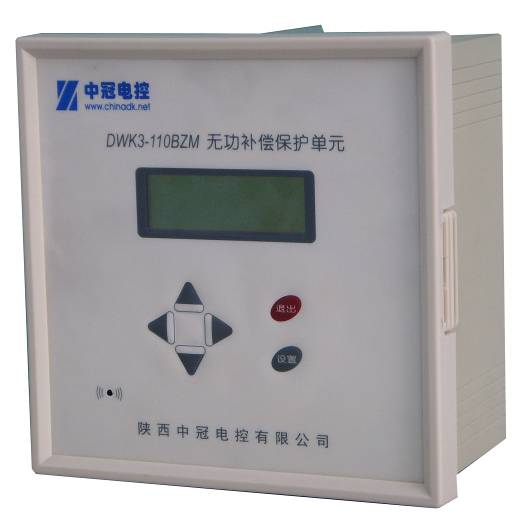 中冠电控
www.chinadk.net
DWK3-110BZM 无功补偿保护单元
退出
设置
陕西中冠电控有限公司